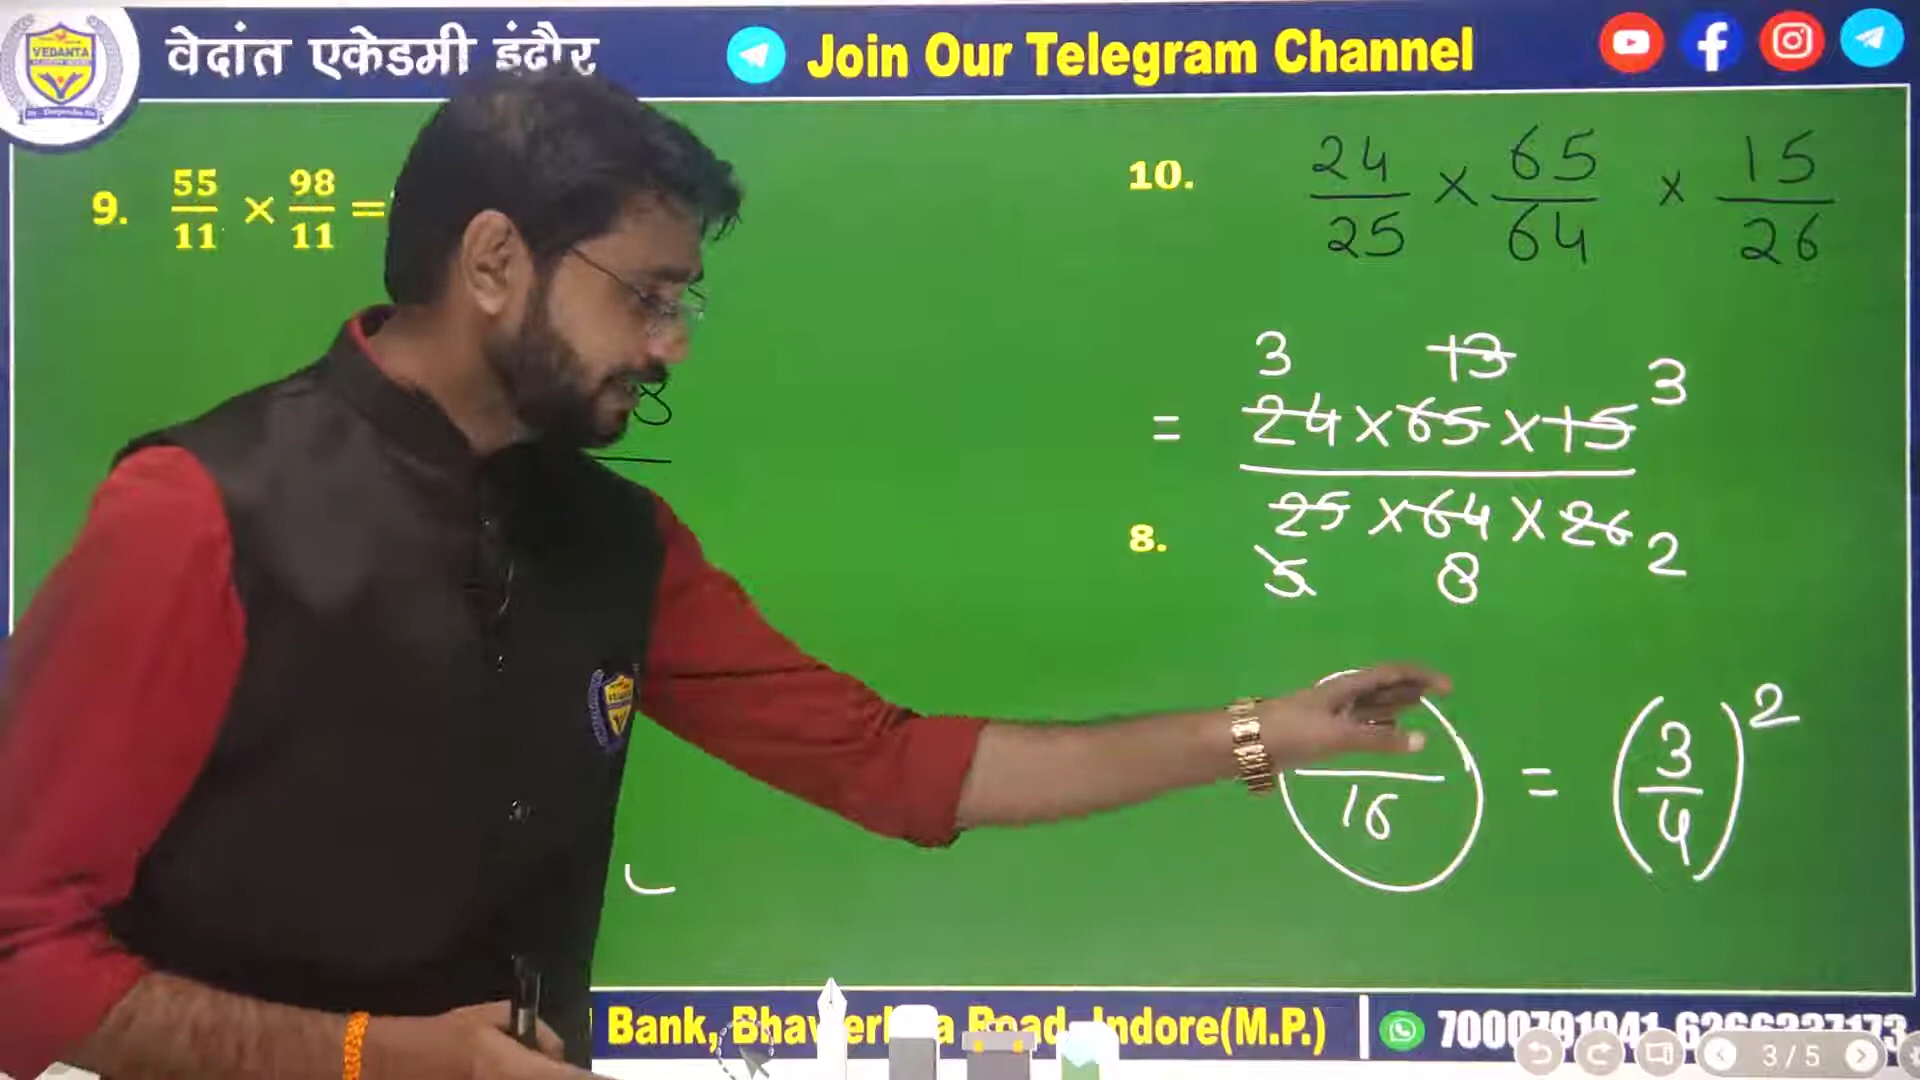 VEDANTA
वेदांत एकेडमी इंदौर
Join Our Telegram Channel
9. 55/11 × 98/11 =
10. 24/25 × 65/64 × 15/26
3 13 3
= 24 × 65 × 15
25 × 64 × 26
5 8 2
8.
8
16 = (3/4)²
Bank, Road, Indore(M.P.)
3 / 5